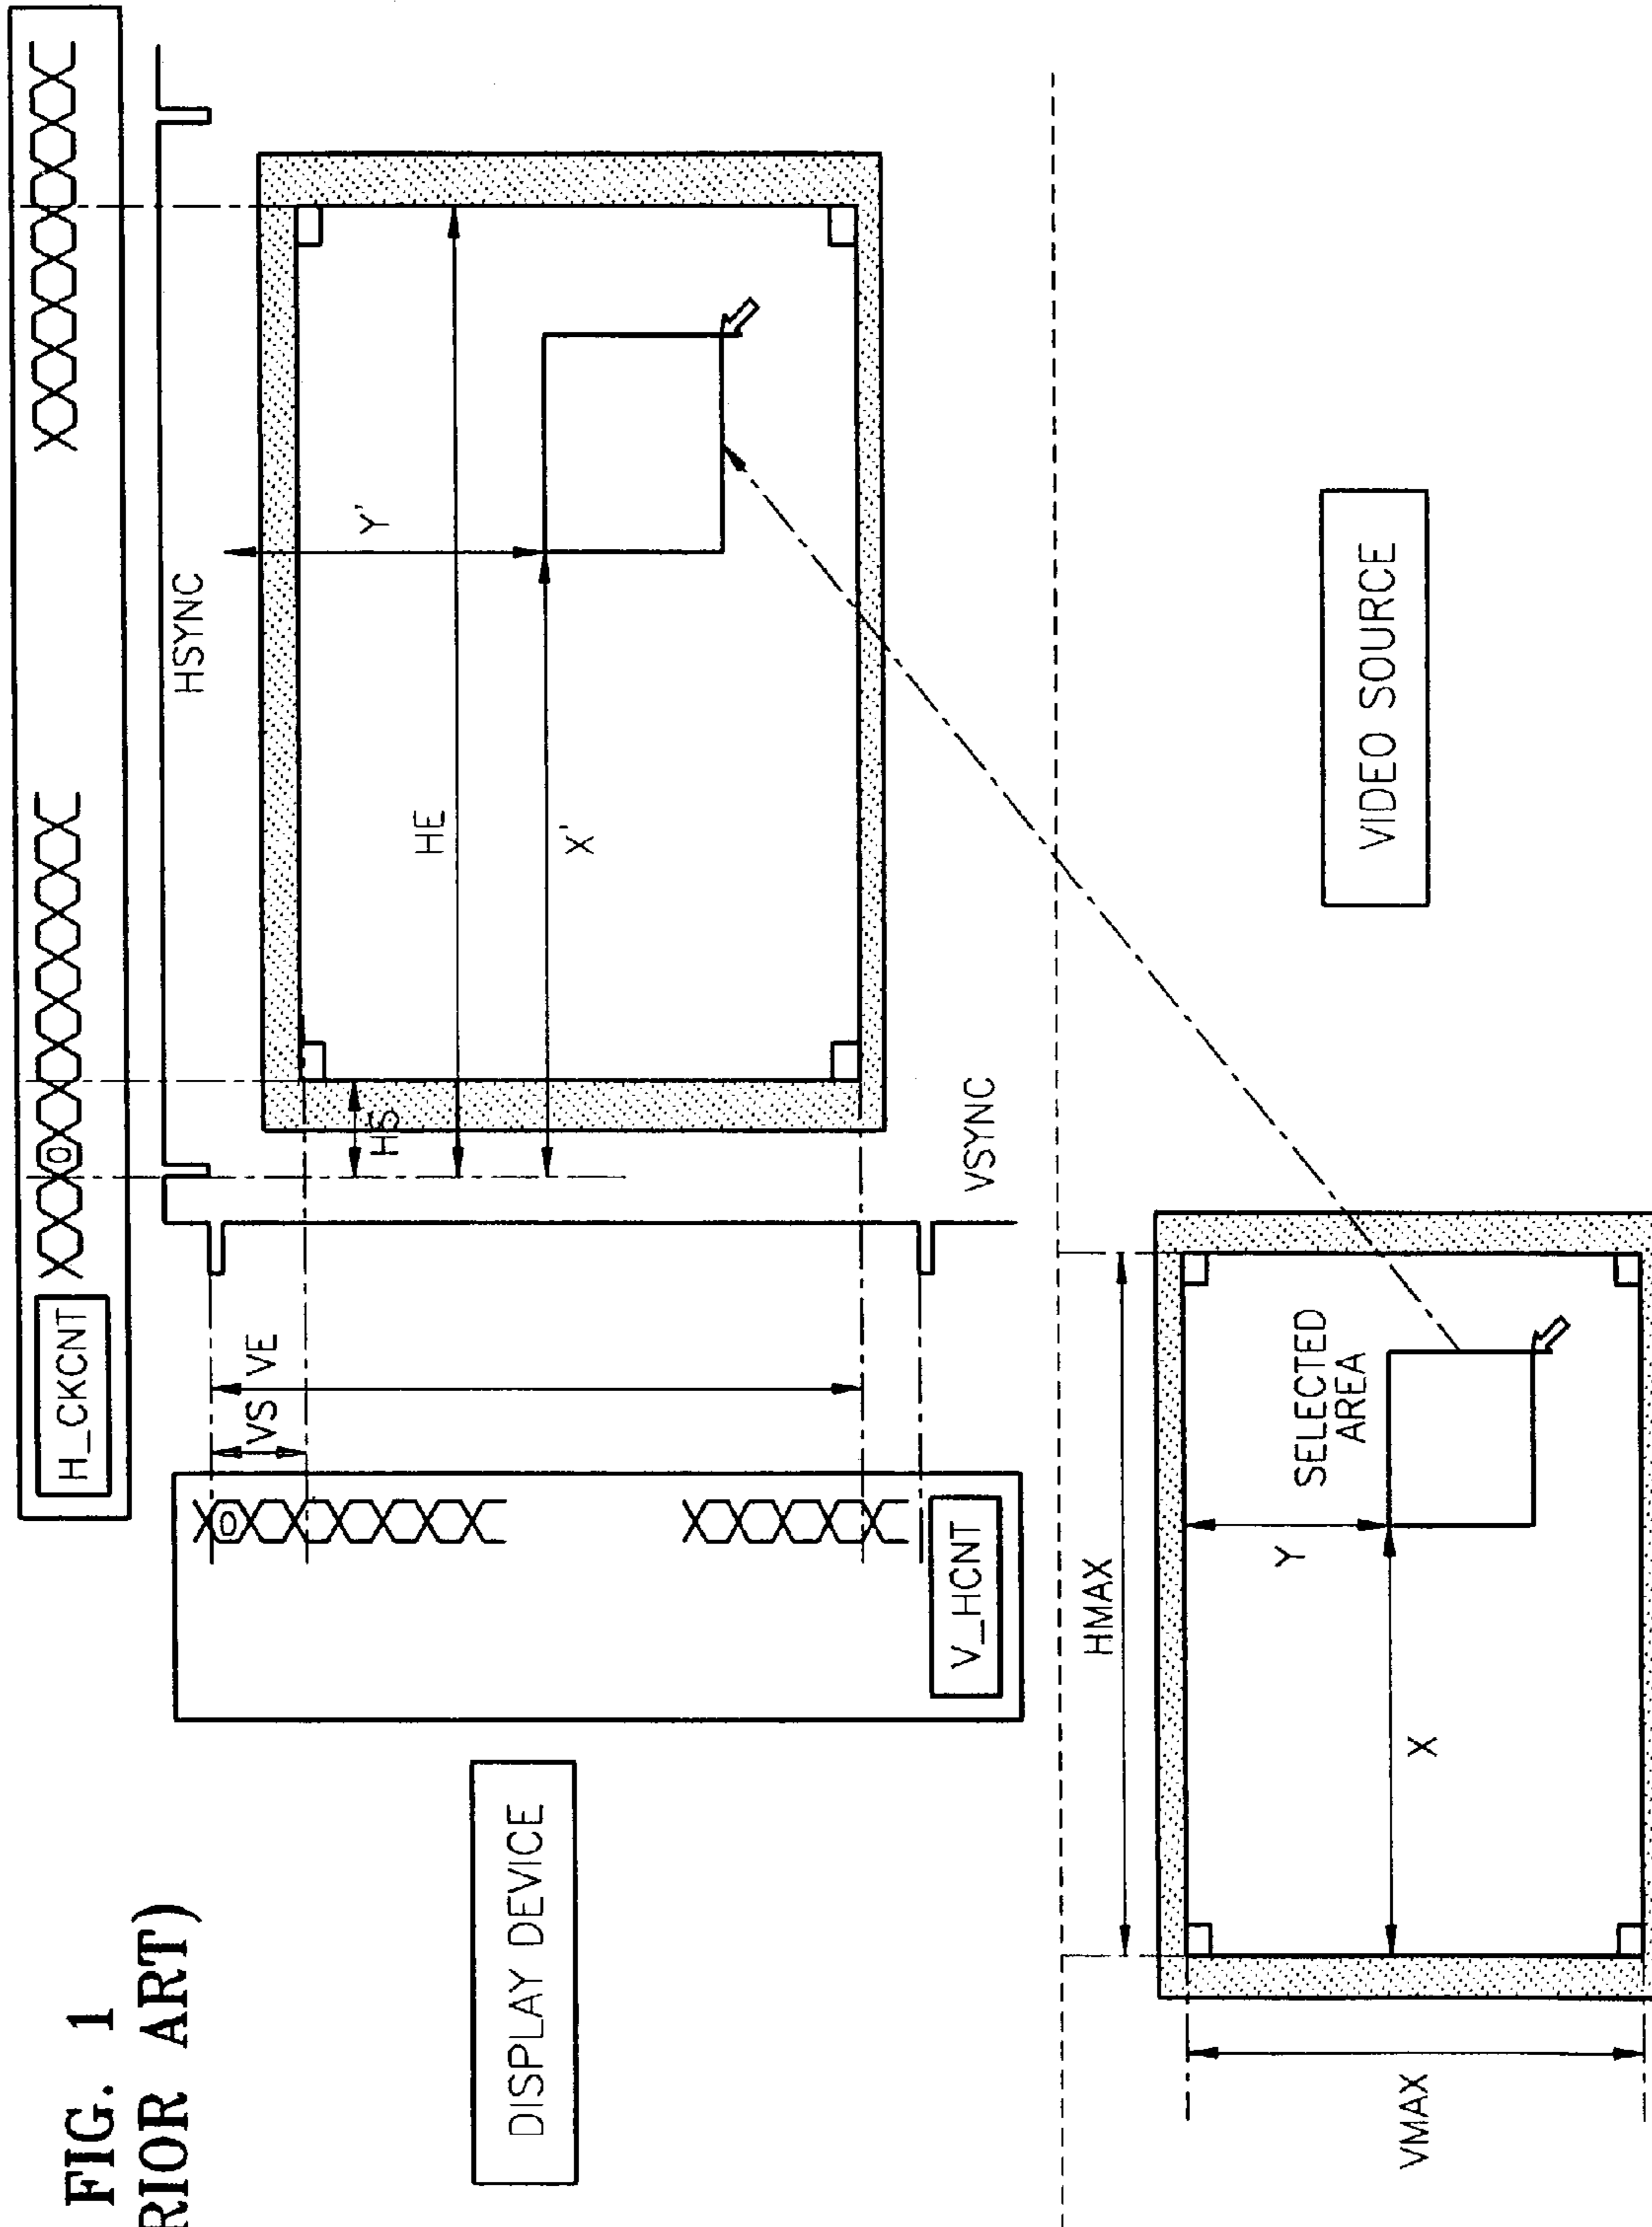 FIG. 1
RIOR ART)
H_CKCNT
0
HSYNC
DISPLAY DEVICE
V_HCNT
0
VS
VE
HS
HE
X'
Y'
VSYNC
VIDEO SOURCE
HMAX
VMAX
X
Y
SELECTED
AREA